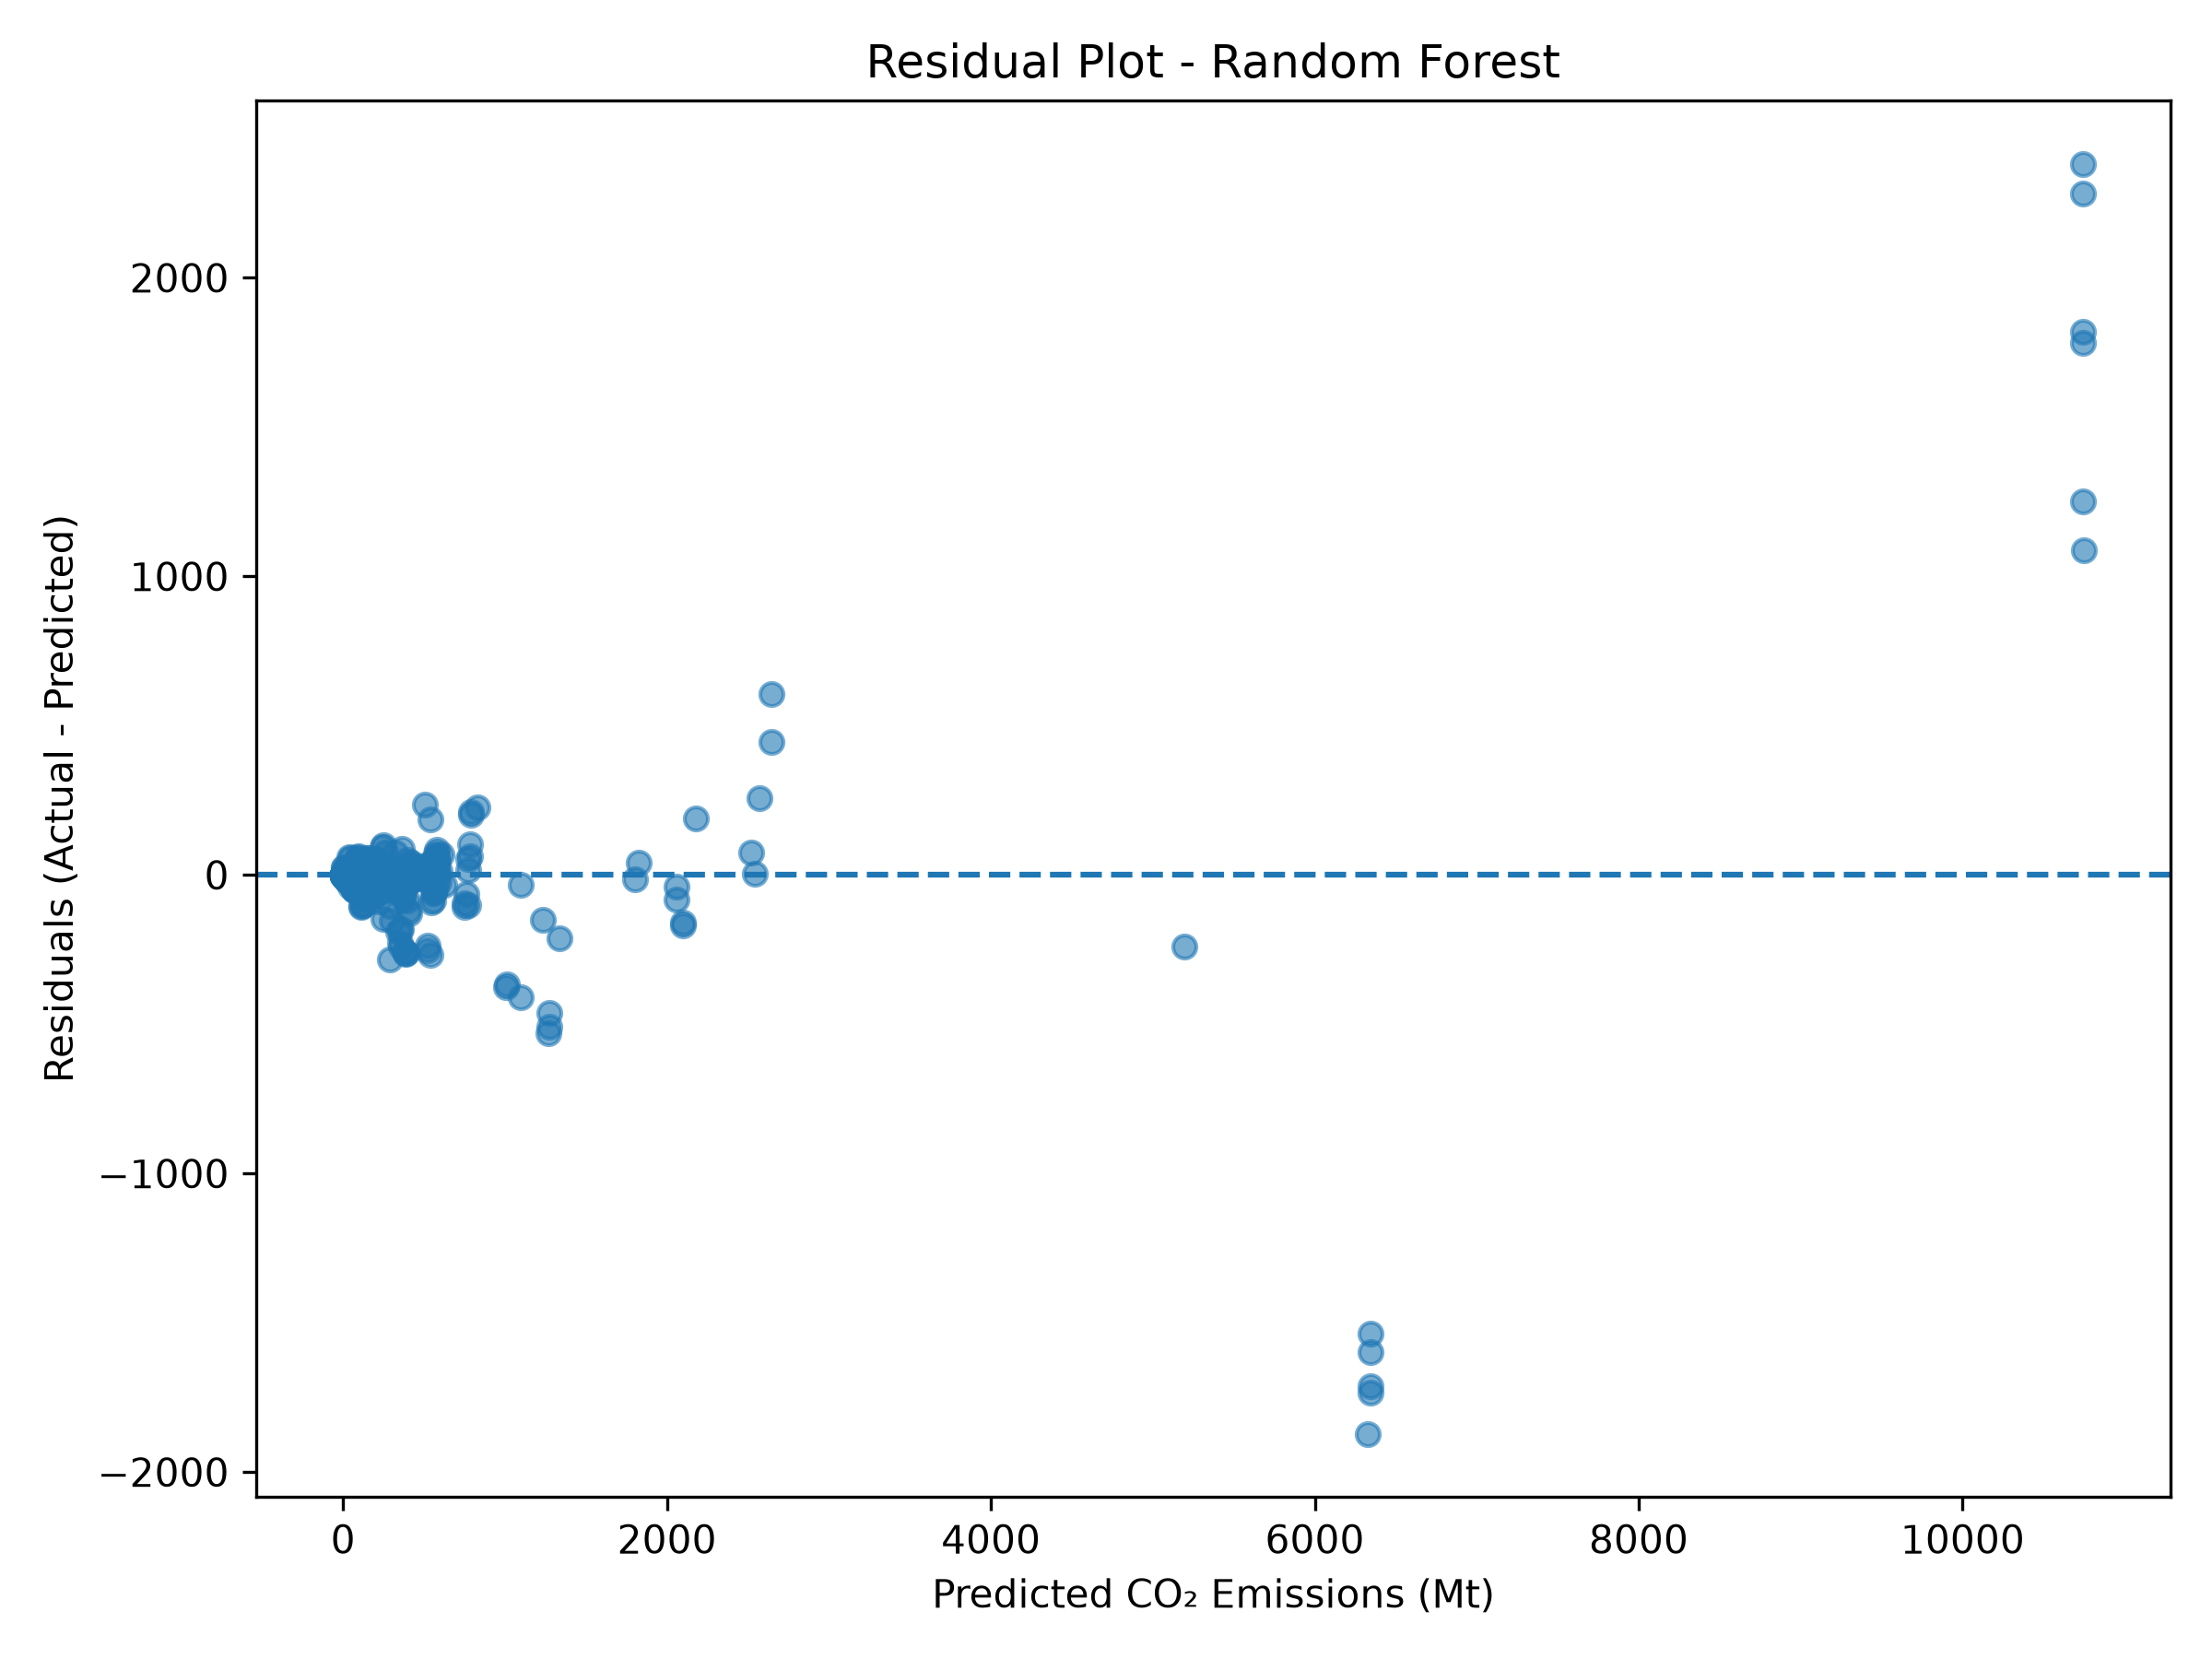 Residual Plot - Random Forest
Residuals (Actual - Predicted)
2000
1000
0
−1000
−2000
0 2000 4000 6000 8000 10000
Predicted CO₂ Emissions (Mt)